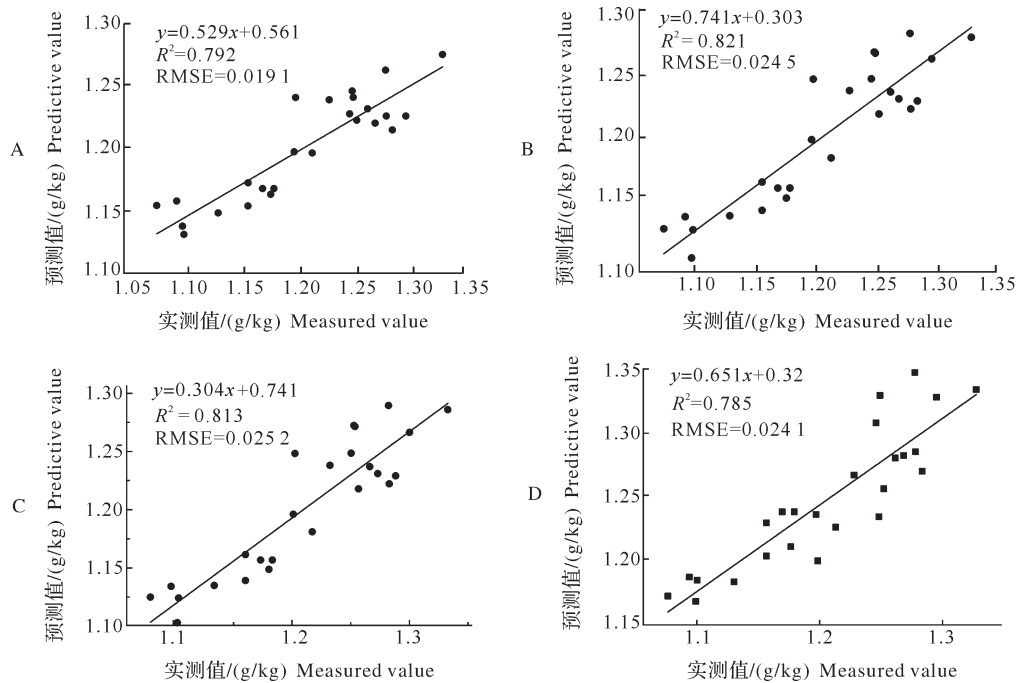 A
预测值/(g/kg) Predictive value
1.30
1.25
1.20
1.15
1.10
y=0.529x+0.561
R²=0.792
RMSE=0.019 1
1.05 1.10 1.15 1.20 1.25 1.30 1.35
实测值/(g/kg) Measured value
B
预测值/(g/kg) Predictive value
1.30
1.25
1.20
1.15
1.10
y=0.741x+0.303
R²=0.821
RMSE=0.024 5
1.10 1.15 1.20 1.25 1.30 1.35
实测值/(g/kg) Measured value
C
预测值/(g/kg) Predictive value
1.30
1.25
1.20
1.15
1.10
y=0.304x+0.741
R²=0.813
RMSE=0.025 2
1.1 1.2 1.3
实测值/(g/kg) Measured value
D
预测值/(g/kg) Predictive value
1.35
1.30
1.25
1.20
1.15
y=0.651x+0.32
R²=0.785
RMSE=0.024 1
1.1 1.2 1.3
实测值/(g/kg) Measured value